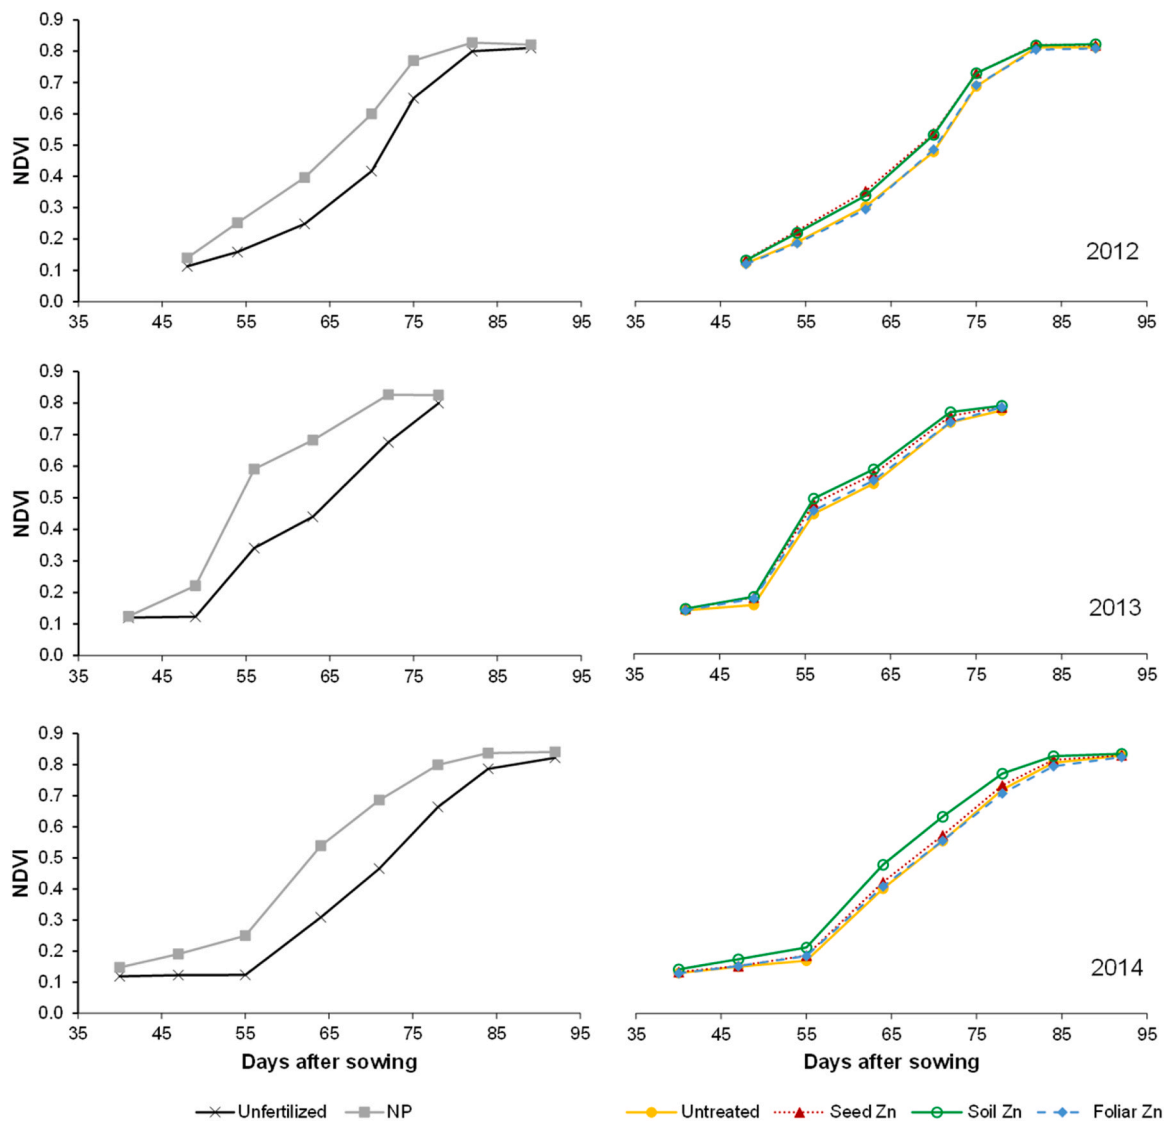 0.9
0.8
0.7
0.6
0.5
0.4
0.3
0.2
0.1
0.0
NDVI
35 45 55 65 75 85 95
35 45 55 65 75 85 95
2012
0.9
0.8
0.7
0.6
0.5
0.4
0.3
0.2
0.1
0.0
NDVI
35 45 55 65 75 85 95
35 45 55 65 75 85 95
2013
0.9
0.8
0.7
0.6
0.5
0.4
0.3
0.2
0.1
0.0
NDVI
35 45 55 65 75 85 95
35 45 55 65 75 85 95
2014
Days after sowing
Days after sowing
Unfertilized NP
Untreated Seed Zn Soil Zn Foliar Zn